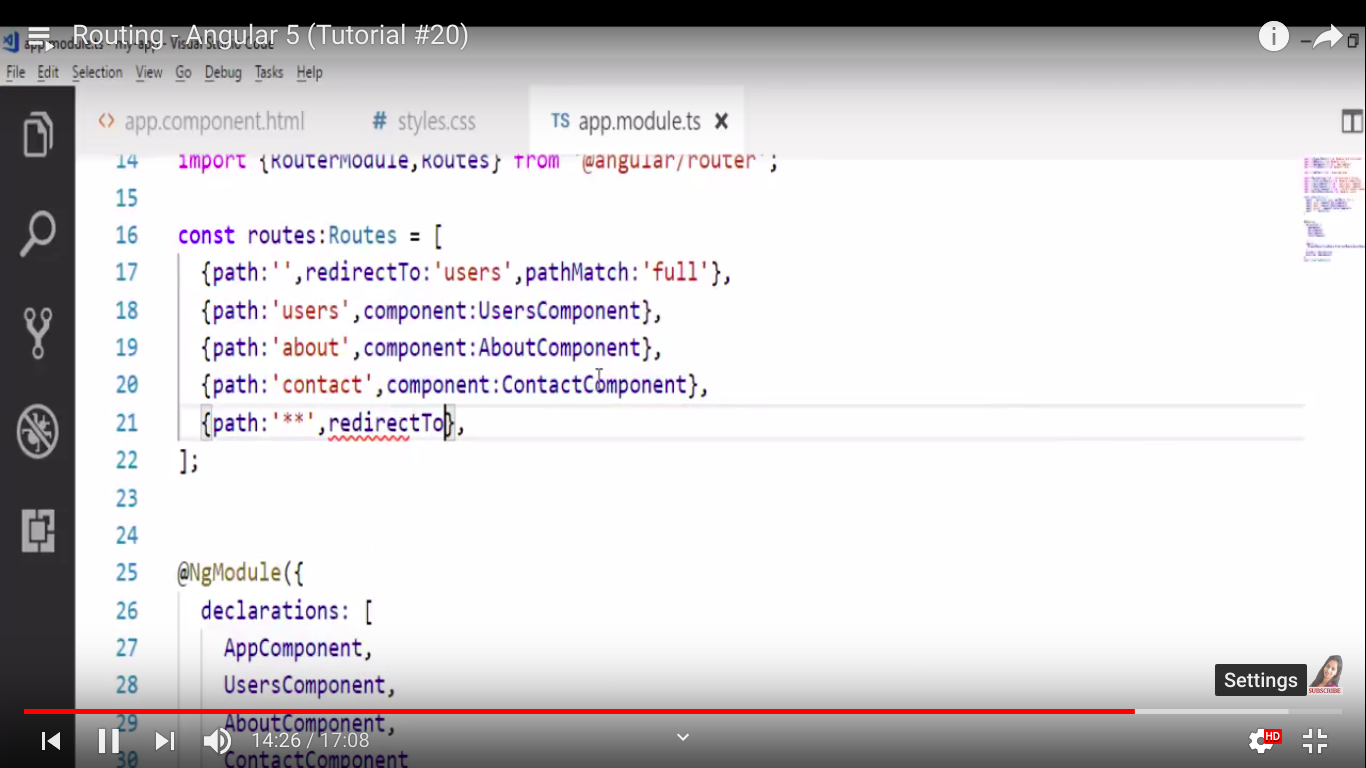 Routing - Angular 5 (Tutorial #20)
app.module.ts - my-app - Visual Studio Code
File Edit Selection View Go Debug Tasks Help
<> app.component.html # styles.css TS app.module.ts ×
14 import {RouterModule,Routes} from '@angular/router';
15
16 const routes:Routes = [
17 {path:'',redirectTo:'users',pathMatch:'full'},
18 {path:'users',component:UsersComponent},
19 {path:'about',component:AboutComponent},
20 {path:'contact',component:ContactComponent},
21 {path:'**',redirectTo},
22 ];
23
24
25 @NgModule({
26 declarations: [
27 AppComponent,
28 UsersComponent,
29 AboutComponent,
30 ContactComponent
Settings
SUBSCRIBE
14:26 / 17:08
HD